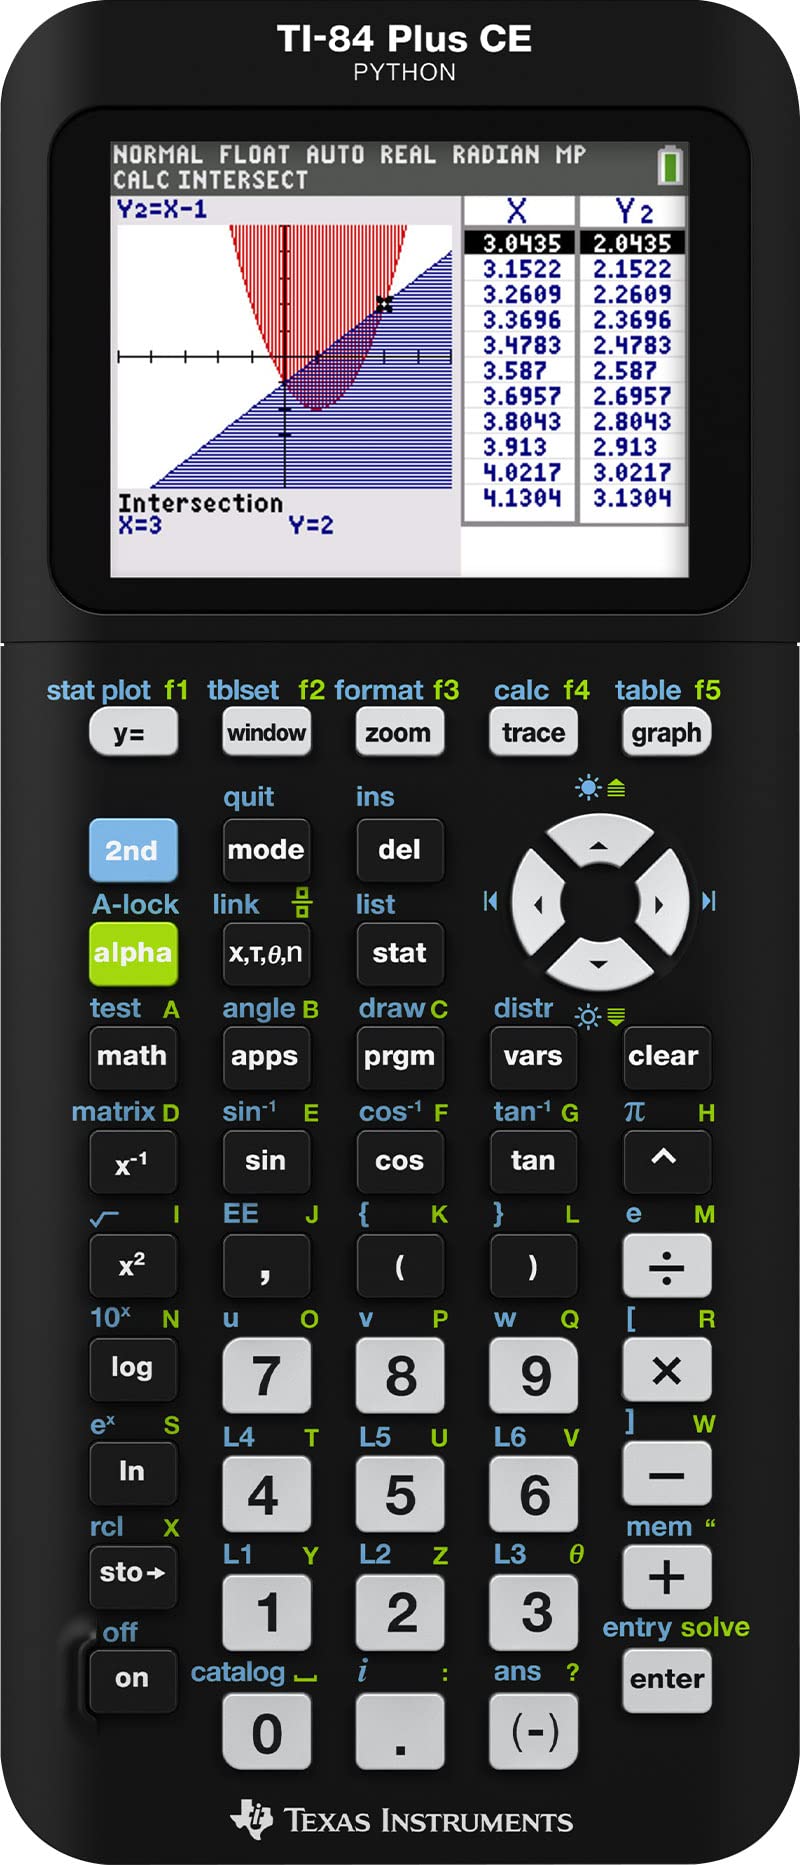 TI-84 Plus CE
PYTHON
NORMAL FLOAT AUTO REAL RADIAN MP
CALC INTERSECT
Y2=X-1
X Y2
3.0435 2.0435
3.1522 2.1522
3.2609 2.2609
3.3696 2.3696
3.4783 2.4783
3.587 2.587
3.6957 2.6957
3.8043 2.8043
3.913 2.913
4.0217 3.0217
4.1304 3.1304
Intersection
X=3 Y=2
stat plot f1 tblset f2 format f3 calc f4 table f5
y= window zoom trace graph
quit ins
2nd mode del
A-lock link list
alpha X,T,θ,n stat
test A angle B draw C distr
math apps prgm vars clear
matrix D sin⁻¹ E cos⁻¹ F tan⁻¹ G π H
x⁻¹ sin cos tan ^
√ I EE J { K } L e M
x² , ( ) ÷
10ˣ N u O v P w Q [ R
log 7 8 9 ×
eˣ S L4 T L5 U L6 V ] W
ln 4 5 6 −
rcl X L1 Y L2 Z L3 θ mem “
sto→ 1 2 3 +
off catalog ⎵ i : ans ? entry solve
on 0 . (-) enter
TEXAS INSTRUMENTS